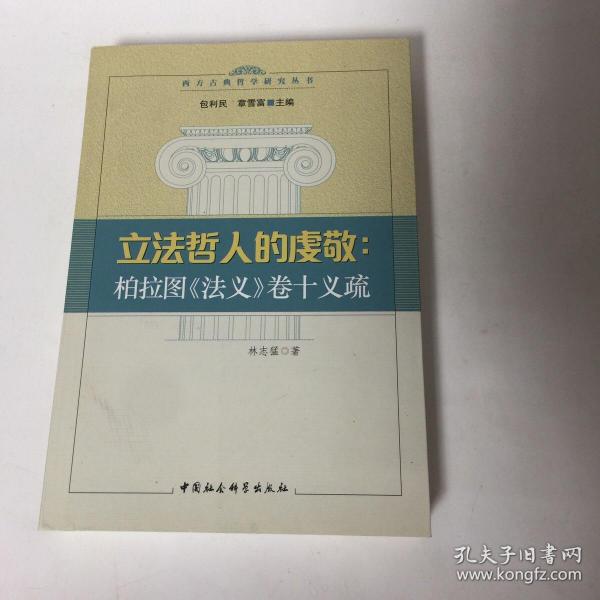 西方古典哲学研究丛书
包利民 章雪富■主编
立法哲人的虔敬：
柏拉图《法义》卷十义疏
林志猛◎著
中国社会科学出版社
孔夫子旧书网
www.kongfz.com